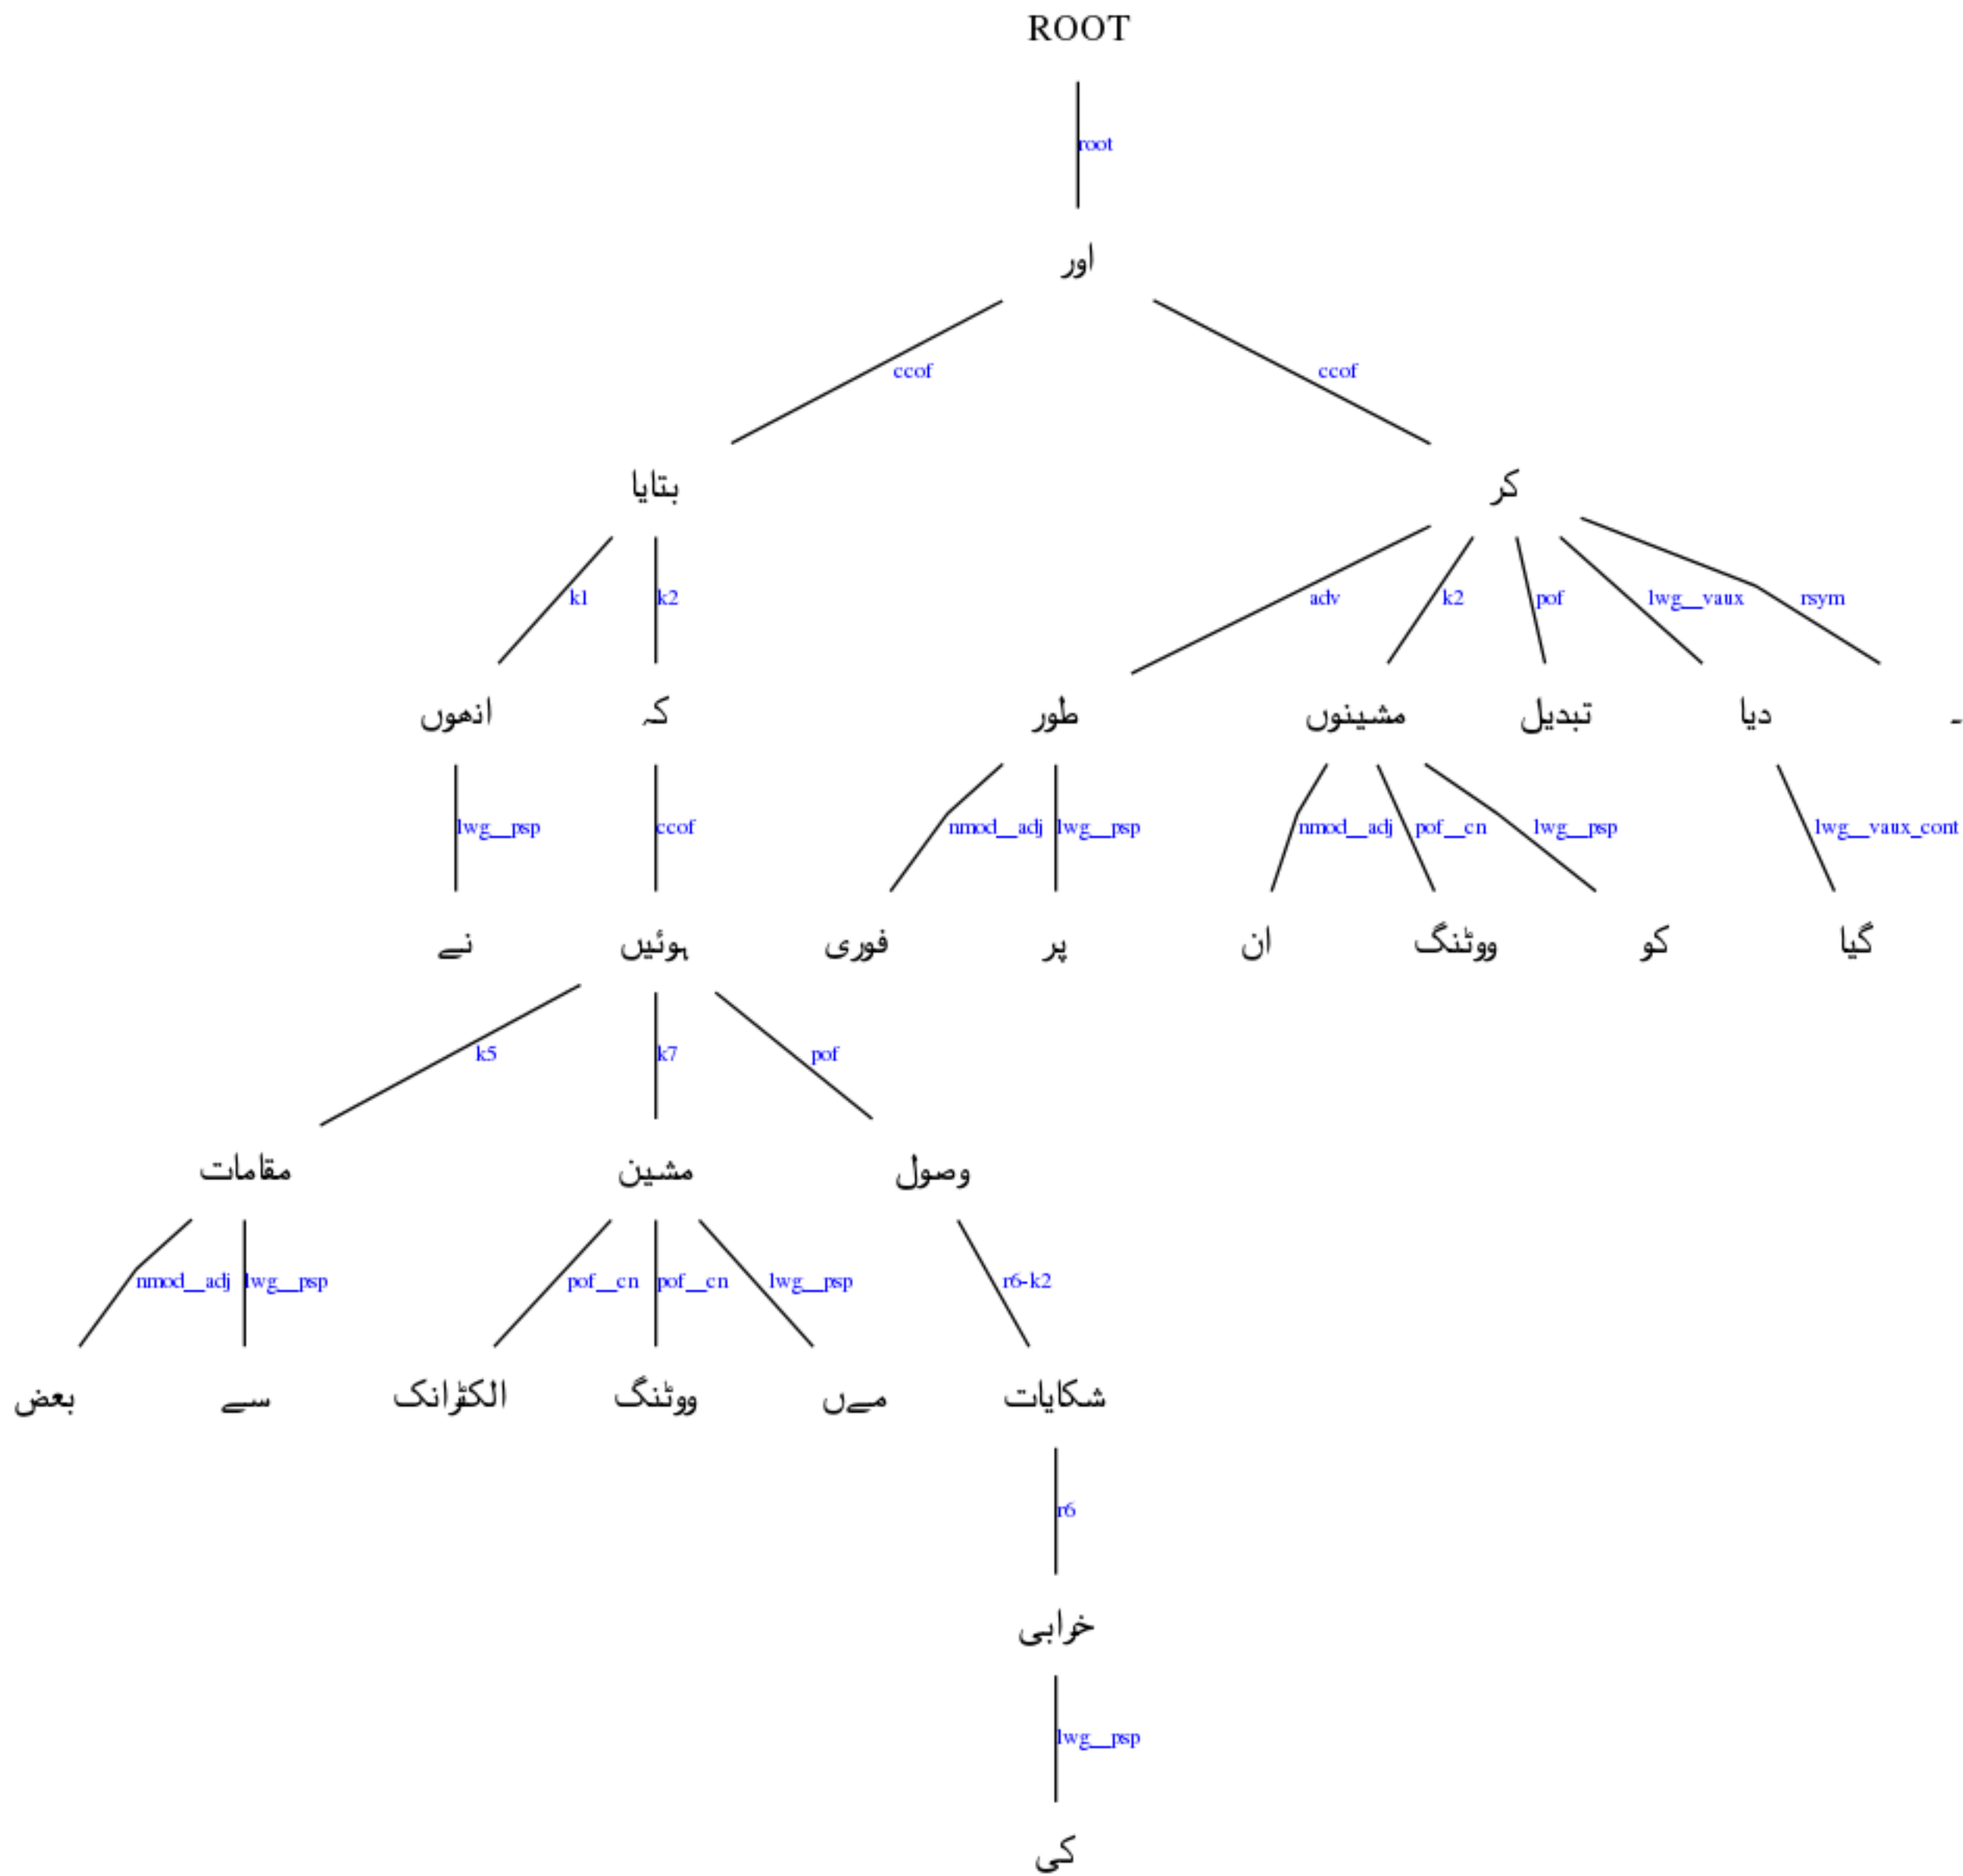 ROOT
root
اور
ccof ccof
بتایا کر
k1 k2 adv k2 pof lwg__vaux rsym
انھوں کہ طور مشینوں تبدیل دیا ۔
lwg__psp ccof nmod__adj lwg__psp nmod__adj pof__cn lwg__psp lwg__vaux_cont
نے ہوئیں فوری پر ان ووٹنگ کو گیا
k5 k7 pof
مقامات مشین وصول
nmod__adj lwg__psp pof__cn pof__cn lwg__psp r6-k2
بعض سے الکٹرانک ووٹنگ مےں شکایات
r6
خرابی
lwg__psp
کی